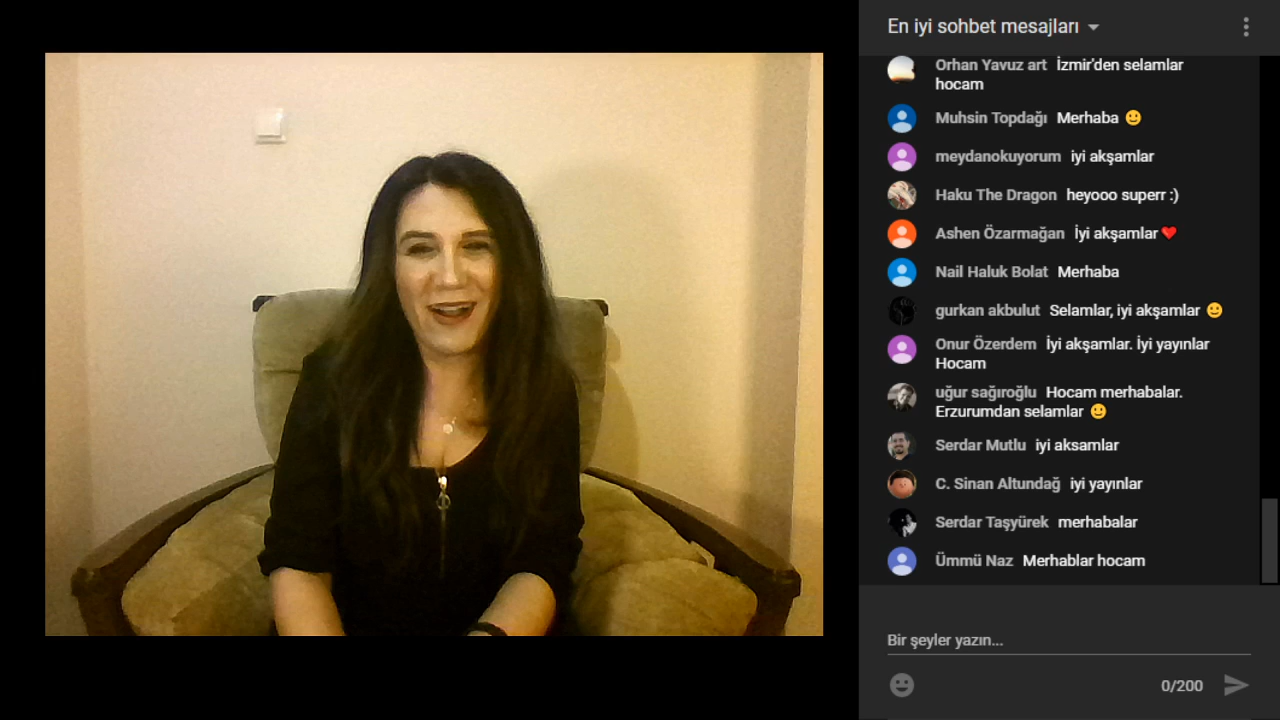 En iyi sohbet mesajları
Orhan Yavuz art İzmir'den selamlar
hocam
Muhsin Topdağı Merhaba 🙂
meydanokuyorum iyi akşamlar
Haku The Dragon heyooo superr :)
Ashen Özarmağan İyi akşamlar❤
Nail Haluk Bolat Merhaba
gurkan akbulut Selamlar, iyi akşamlar 🙂
Onur Özerdem İyi akşamlar. İyi yayınlar
Hocam
uğur sağıroğlu Hocam merhabalar.
Erzurumdan selamlar 🙂
Serdar Mutlu iyi aksamlar
C. Sinan Altundağ iyi yayınlar
Serdar Taşyürek merhabalar
Ümmü Naz Merhablar hocam
Bir şeyler yazın...
0/200